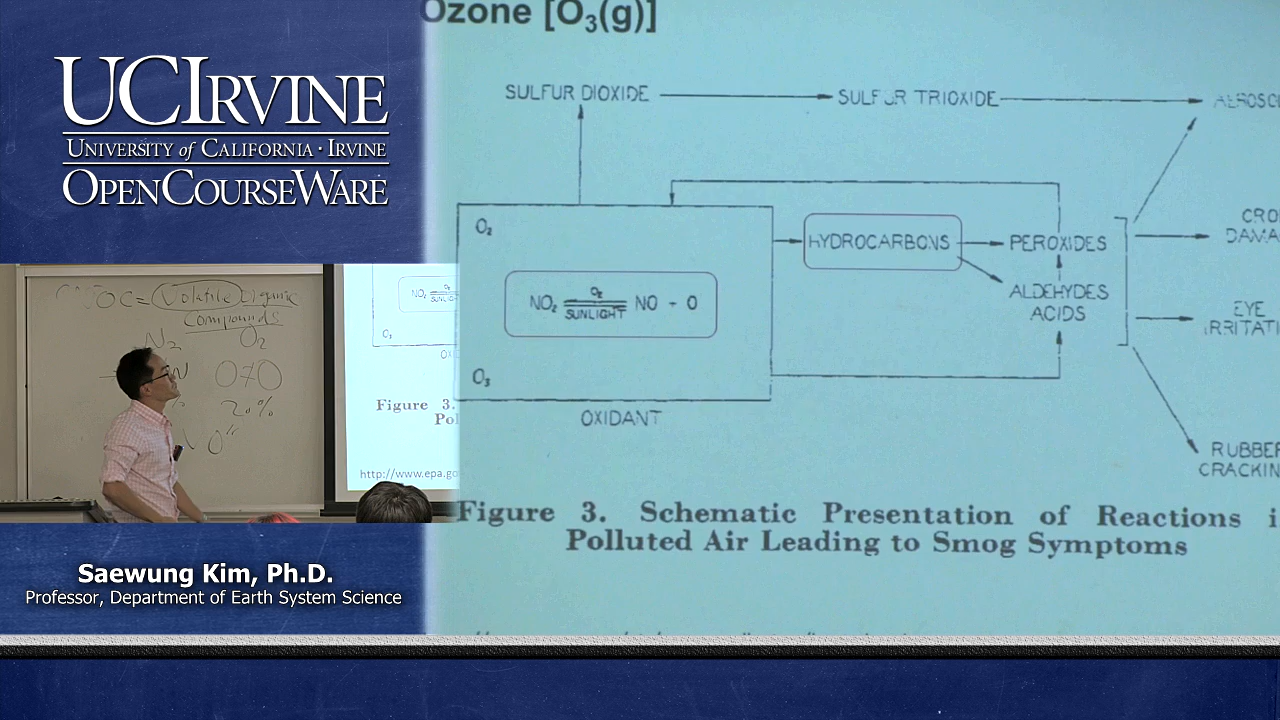 UCIRVINE
UNIVERSITY of CALIFORNIA · IRVINE
OPENCOURSEWARE
OC = Volatile Organic
Compounds
N₂ O₂
20%
NO₂
O₃
Figure 3.
Pol
http://www.epa.go
Saewung Kim, Ph.D.
Professor, Department of Earth System Science
Ozone [O₃(g)]
SULFUR DIOXIDE
SULFUR TRIOXIDE
AEROSO
O₂
HYDROCARBONS
PEROXIDES
CRO
DAMA
NO₂ O₂ SUNLIGHT NO + O
ALDEHYDES
ACIDS
EYE
IRRITATI
O₃
OXIDANT
RUBBER
CRACKIN
Figure 3. Schematic Presentation of Reactions i
Polluted Air Leading to Smog Symptoms